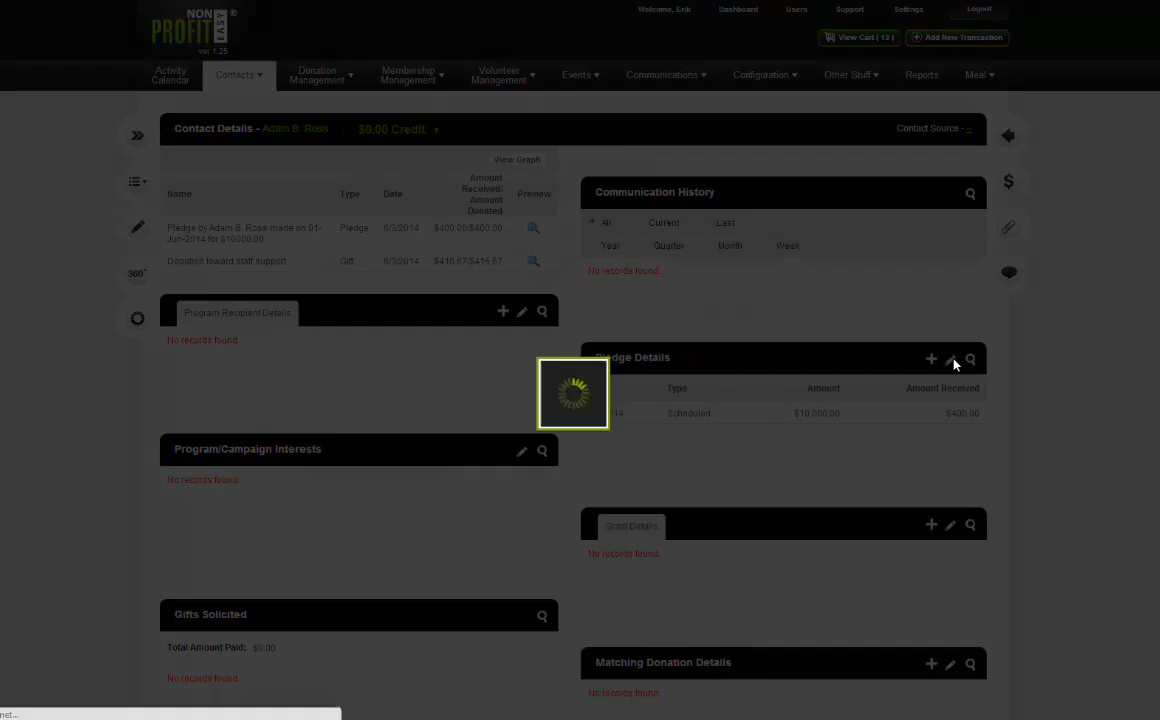 NON
PROFIT EASY ®
ver 1.25
Welcome, Erik Dashboard Users Support Settings Logout
View Cart ( 13 ) Add New Transaction
Activity Calendar Contacts Donation Management Membership Management Volunteer Management Events Communications Configuration Other Stuff Reports Meal
Contact Details - Adam B. Ross $0.00 Credit Contact Source - _
View Graph
Name Type Date Amount Received/ Amount Donated Preview
Pledge by Adam B. Ross made on 01- Pledge 6/3/2014 $400.00/$400.00
Jun-2014 for $10000.00
Donation toward staff support Gift 6/3/2014 $416.67/$416.67
Communication History
All Current Last
Year Quarter Month Week
No records found.
360°
Program Recipient Details
No records found.
Pledge Details
Type Amount Amount Received
14 Scheduled $10,000.00 $400.00
Program/Campaign Interests
No records found.
Grant Details
No records found.
Gifts Solicited
Total Amount Paid: $0.00
No records found.
Matching Donation Details
No records found.
net...